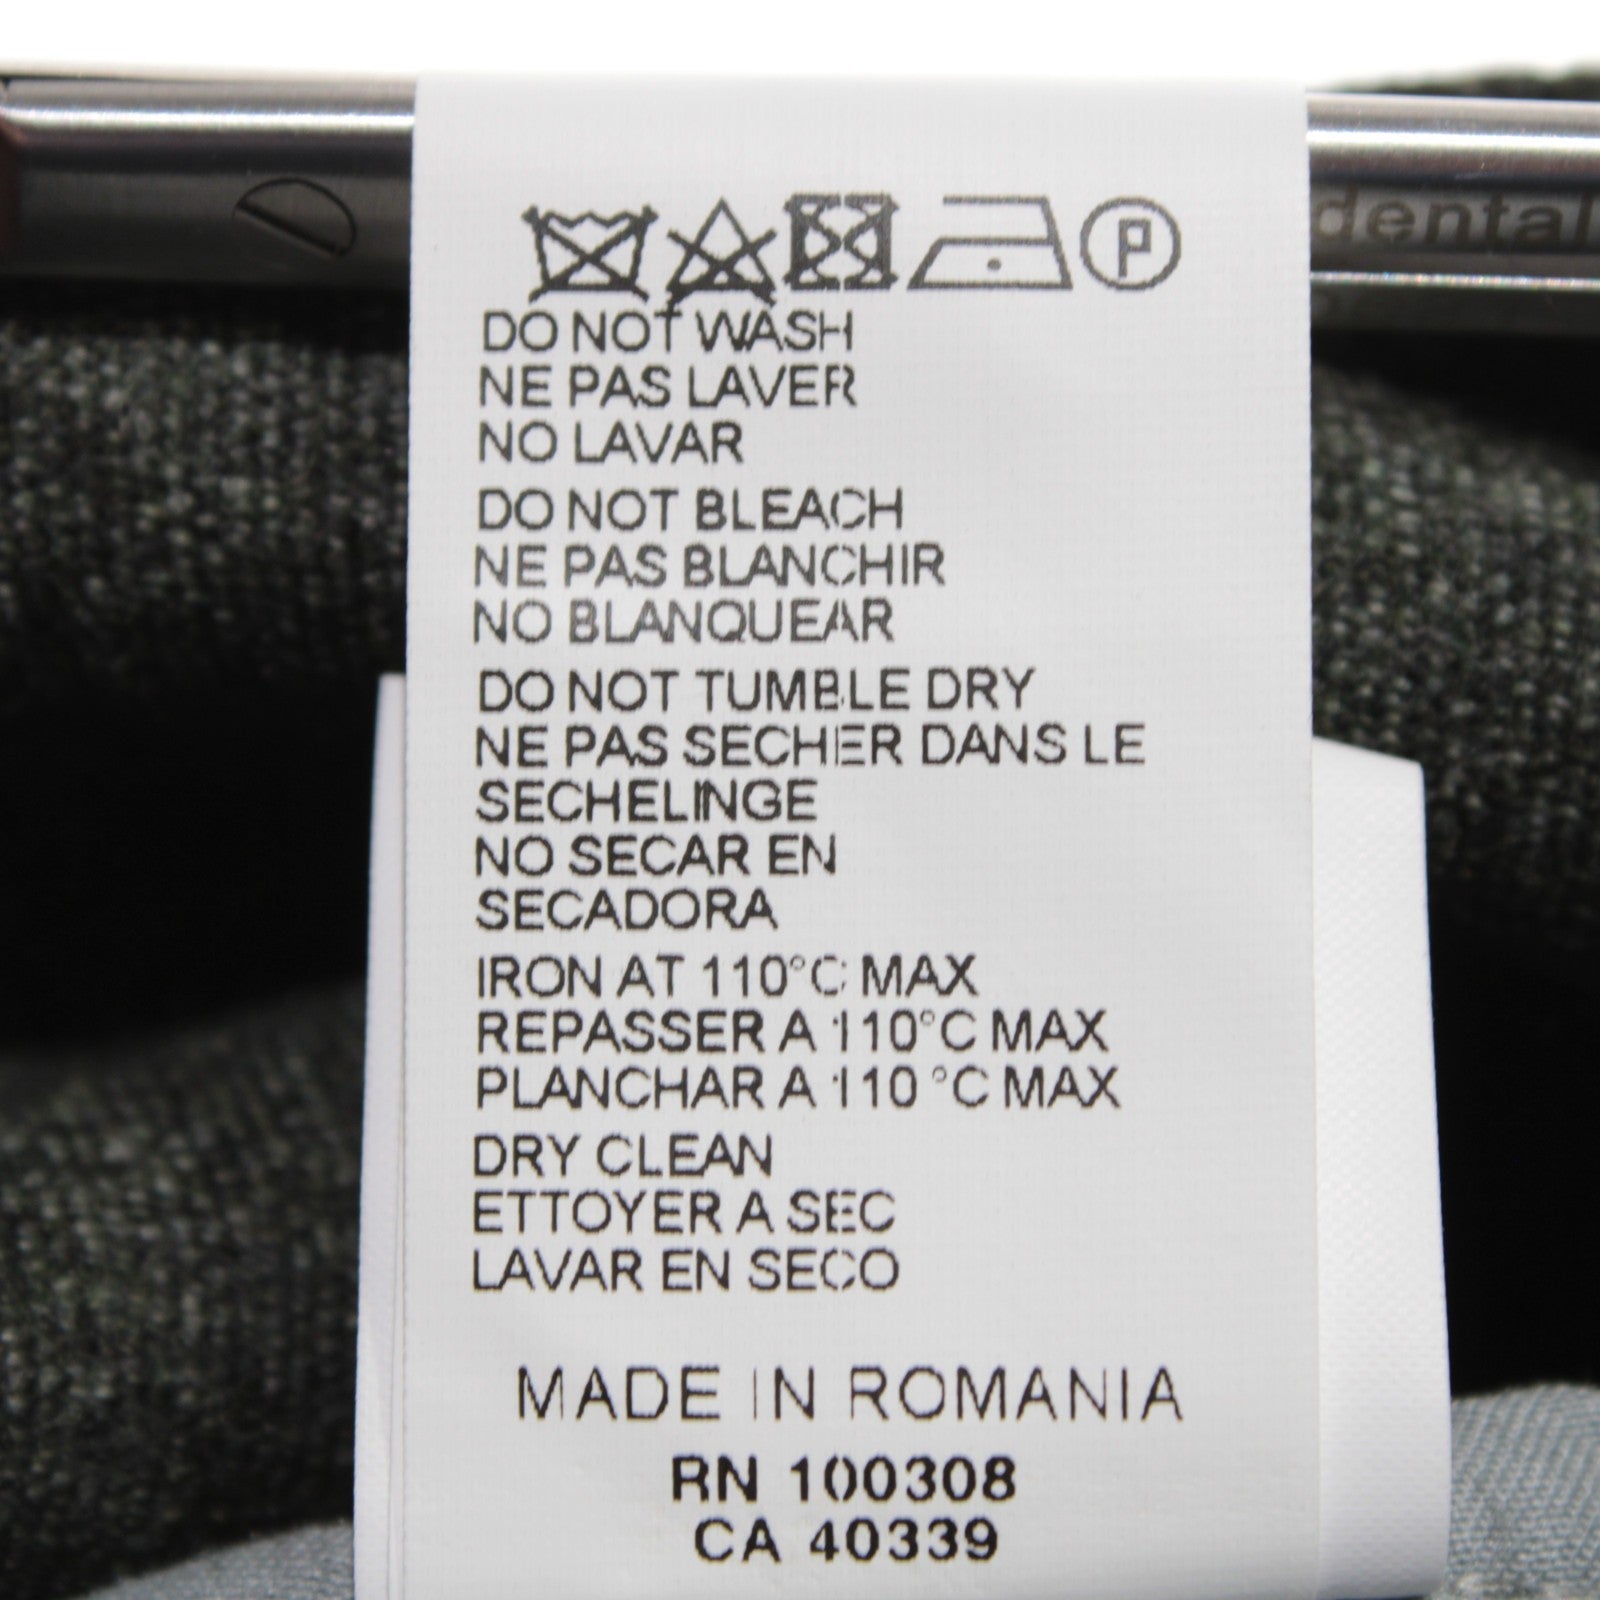 dental
P
DO NOT WASH
NE PAS LAVER
NO LAVAR
DO NOT BLEACH
NE PAS BLANCHIR
NO BLANQUEAR
DO NOT TUMBLE DRY
NE PAS SECHER DANS LE
SECHELINGE
NO SECAR EN
SECADORA
IRON AT 110°C MAX
REPASSER A 110°C MAX
PLANCHAR A 110 °C MAX
DRY CLEAN
ETTOYER A SEC
LAVAR EN SECO
MADE IN ROMANIA
RN 100308
CA 40339